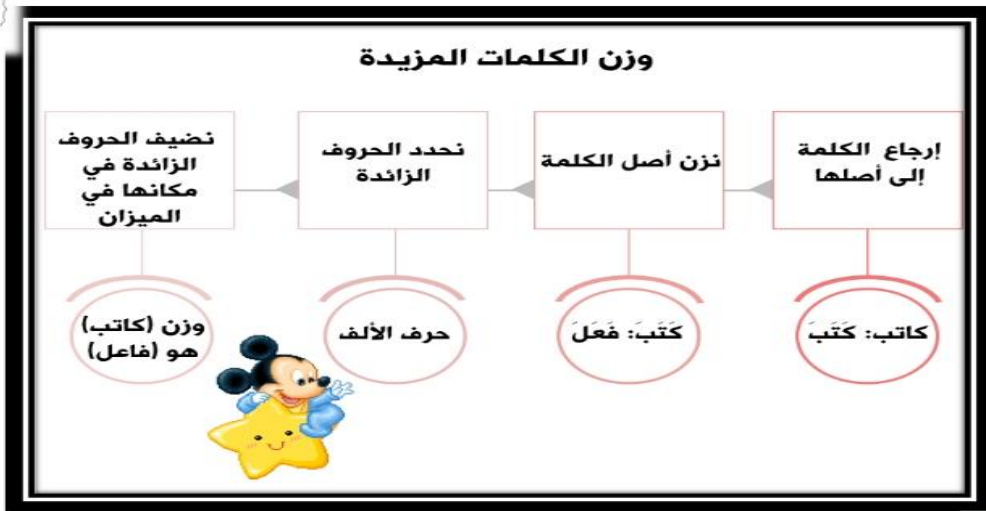 وزن الكلمات المزيدة
إرجاع الكلمة
إلى أصلها
نزن أصل الكلمة
نحدد الحروف
الزائدة
نضيف الحروف
الزائدة في
مكانها في
الميزان
كاتب: كَتَبَ
كَتَبَ: فَعَلَ
حرف الألف
وزن (كاتب)
هو (فاعل)